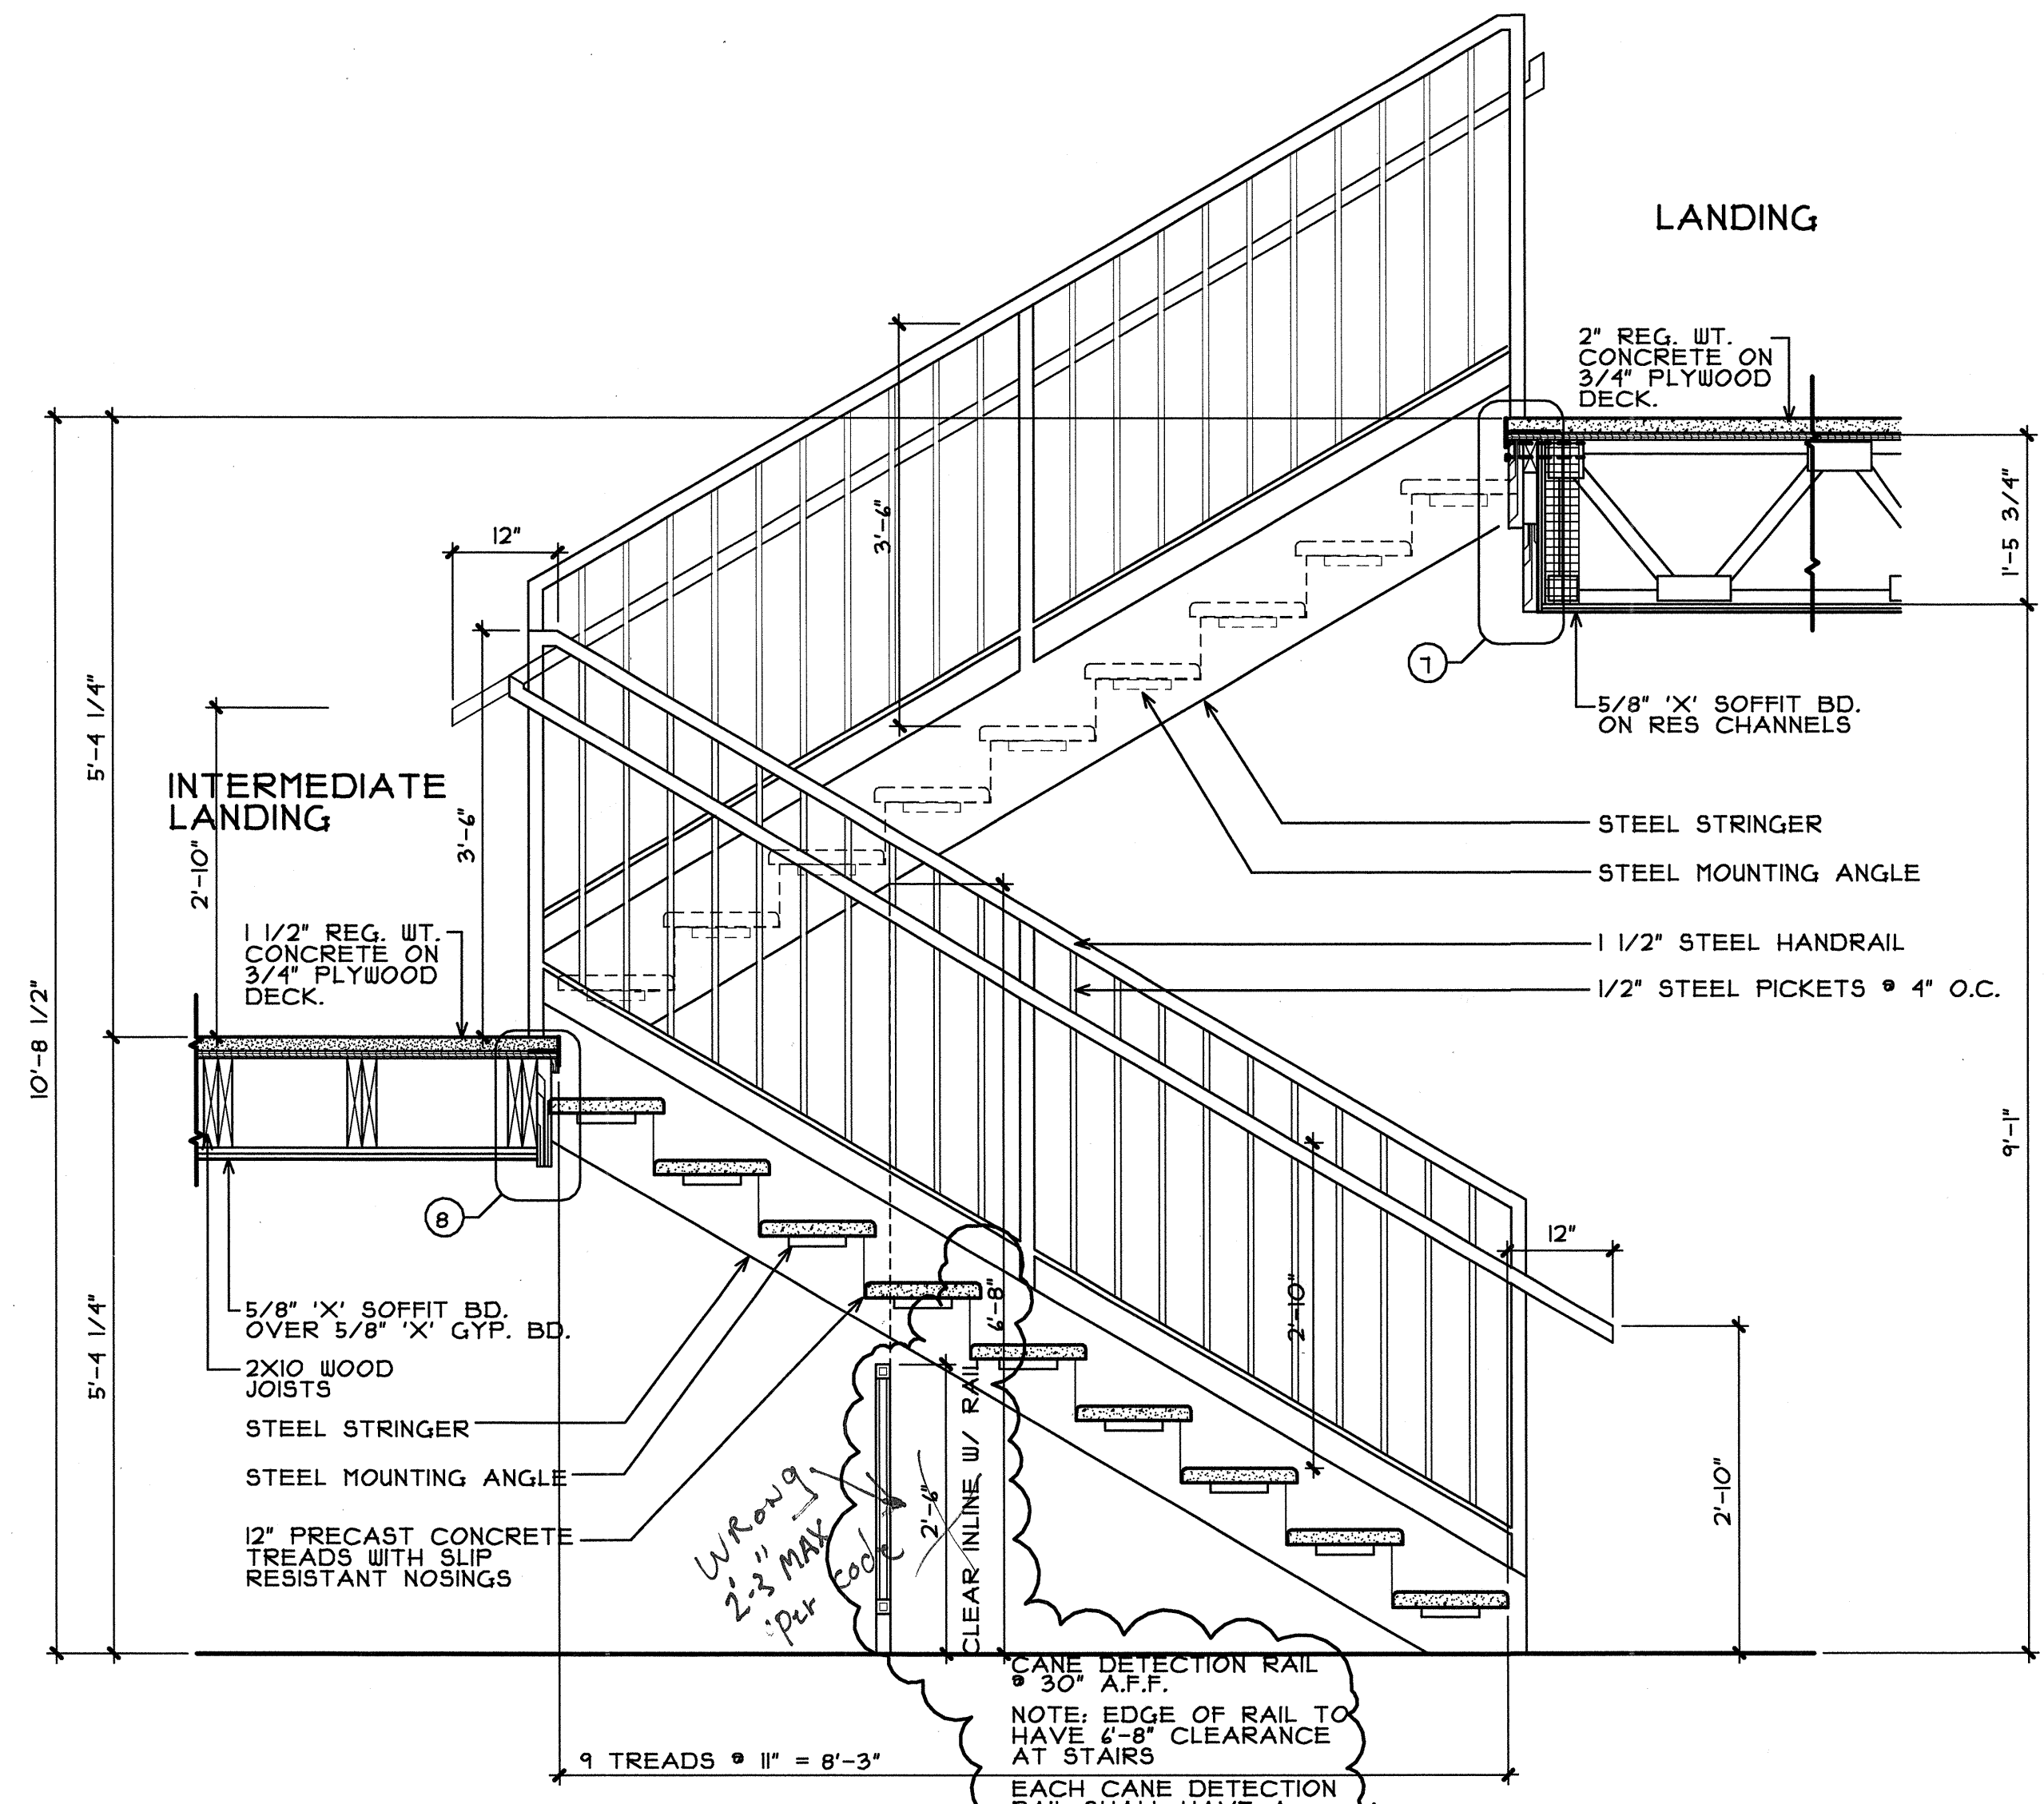 LANDING
2" REG. WT.
CONCRETE ON
3/4" PLYWOOD
DECK.
12"
3'-6"
1'-5 3/4"
7
5/8" 'X' SOFFIT BD.
ON RES CHANNELS
5'-4 1/4"
INTERMEDIATE
LANDING
2'-10"
3'-6"
STEEL STRINGER
STEEL MOUNTING ANGLE
1 1/2" REG. WT.
CONCRETE ON
3/4" PLYWOOD
DECK.
1 1/2" STEEL HANDRAIL
1/2" STEEL PICKETS @ 4" O.C.
10'-8 1/2"
9'-1"
8
12"
5/8" 'X' SOFFIT BD.
OVER 5/8" 'X' GYP. BD.
6'-8"
2'-10"
5'-4 1/4"
2X10 WOOD
JOISTS
STEEL STRINGER
STEEL MOUNTING ANGLE
12" PRECAST CONCRETE
TREADS WITH SLIP
RESISTANT NOSINGS
WRONG
2'-3" MAX
per code
2'-6"
CLEAR INLINE W/ RAIL
2'-10"
CANE DETECTION RAIL
@ 30" A.F.F.
NOTE: EDGE OF RAIL TO
HAVE 6'-8" CLEARANCE
AT STAIRS
9 TREADS @ 11" = 8'-3"
EACH CANE DETECTION
RAIL SHALL HAVE A